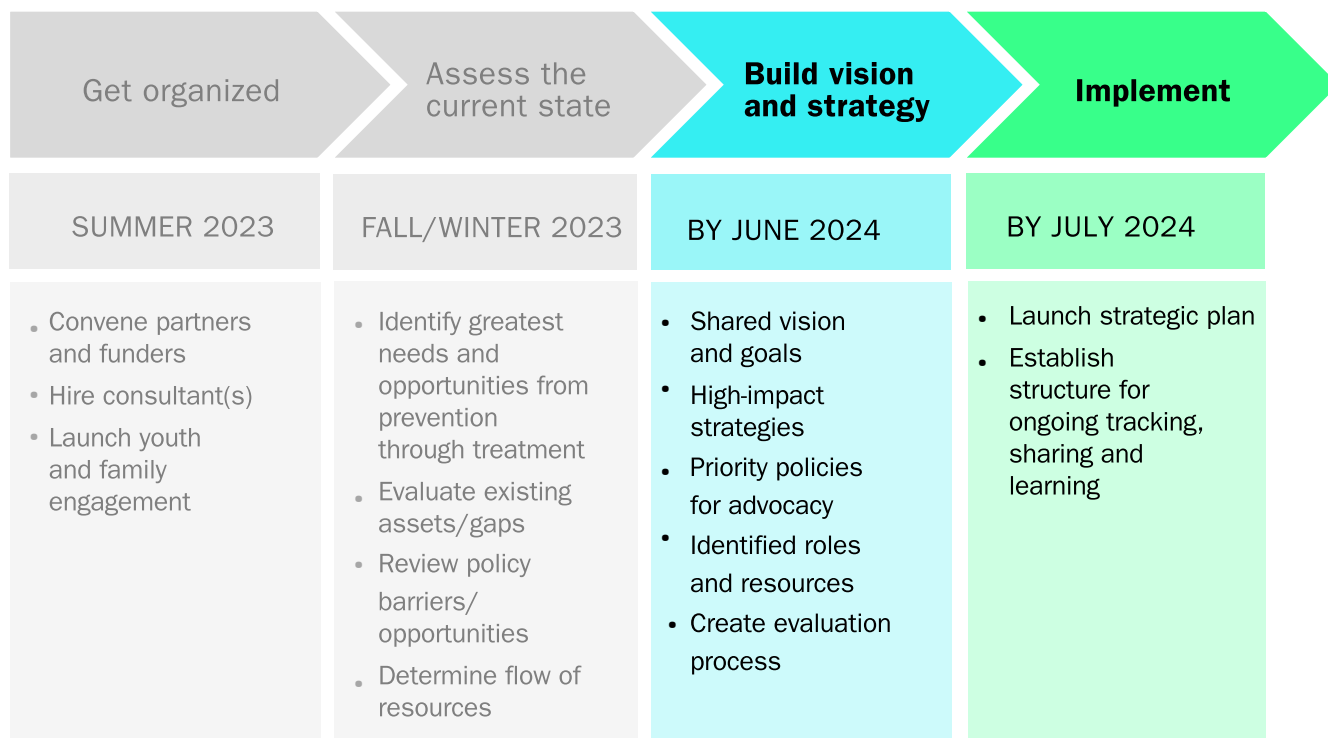 Get organized
Assess the
current state
Build vision
and strategy
Implement
SUMMER 2023
FALL/WINTER 2023
BY JUNE 2024
BY JULY 2024
• Convene partners
and funders
• Hire consultant(s)
• Launch youth
and family
engagement
• Identify greatest
needs and
opportunities from
prevention
through treatment
• Evaluate existing
assets/gaps
• Review policy
barriers/
opportunities
• Determine flow of
resources
• Shared vision
and goals
• High-impact
strategies
• Priority policies
for advocacy
• Identified roles
and resources
• Create evaluation
process
• Launch strategic plan
• Establish
structure for
ongoing tracking,
sharing and
learning